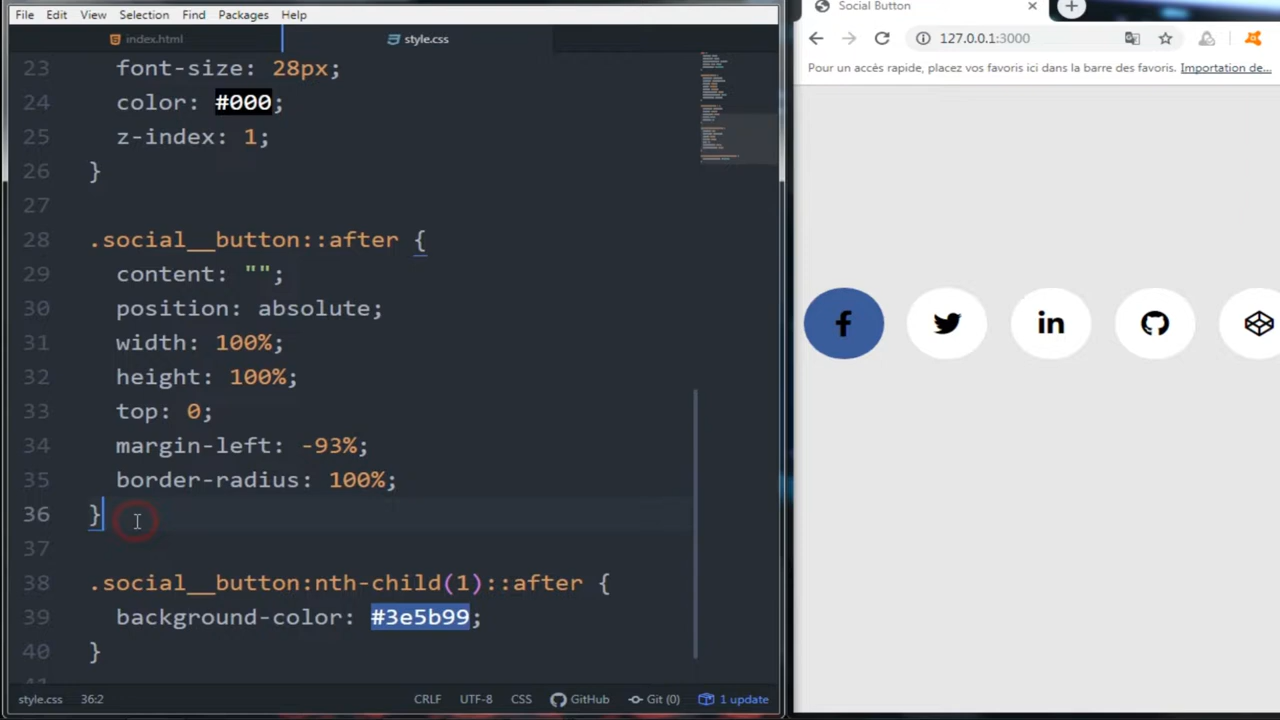 File Edit View Selection Find Packages Help
index.html
style.css
23 font-size: 28px;
24 color: #000;
25 z-index: 1;
26 }
27
28 .social__button::after {
29 content: "";
30 position: absolute;
31 width: 100%;
32 height: 100%;
33 top: 0;
34 margin-left: -93%;
35 border-radius: 100%;
36 }
37
38 .social__button:nth-child(1)::after {
39 background-color: #3e5b99;
40 }
style.css 36:2 CRLF UTF-8 CSS GitHub Git (0) 1 update
Social Button
127.0.0.1:3000
Pour un accès rapide, placez vos favoris ici dans la barre des favoris. Importation de...